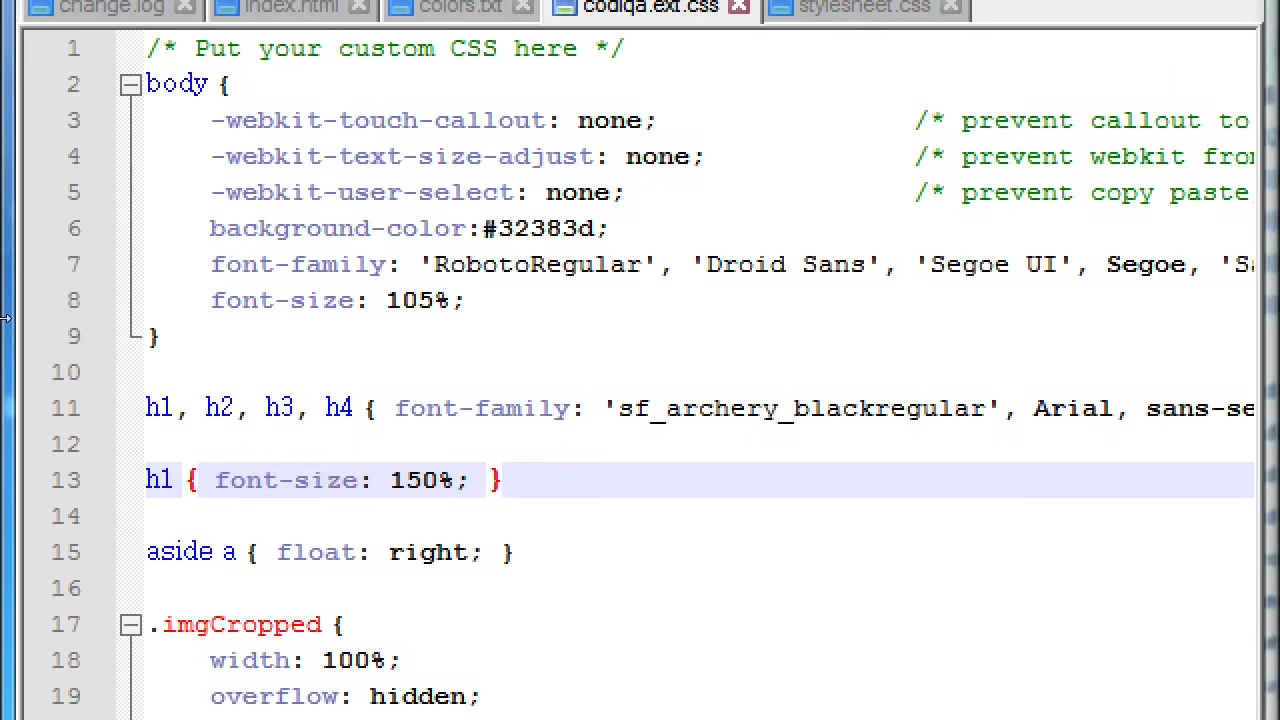 change.log index.html colors.txt codiqa.ext.css stylesheet.css
1 /* Put your custom CSS here */
2 body {
3 -webkit-touch-callout: none; /* prevent callout to
4 -webkit-text-size-adjust: none; /* prevent webkit from
5 -webkit-user-select: none; /* prevent copy paste,
6 background-color:#32383d;
7 font-family: 'RobotoRegular', 'Droid Sans', 'Segoe UI', Segoe, 'Sa
8 font-size: 105%;
9 }
10
11 h1, h2, h3, h4 { font-family: 'sf_archery_blackregular', Arial, sans-se
12
13 h1 { font-size: 150%; }
14
15 aside a { float: right; }
16
17 .imgCropped {
18 width: 100%;
19 overflow: hidden;